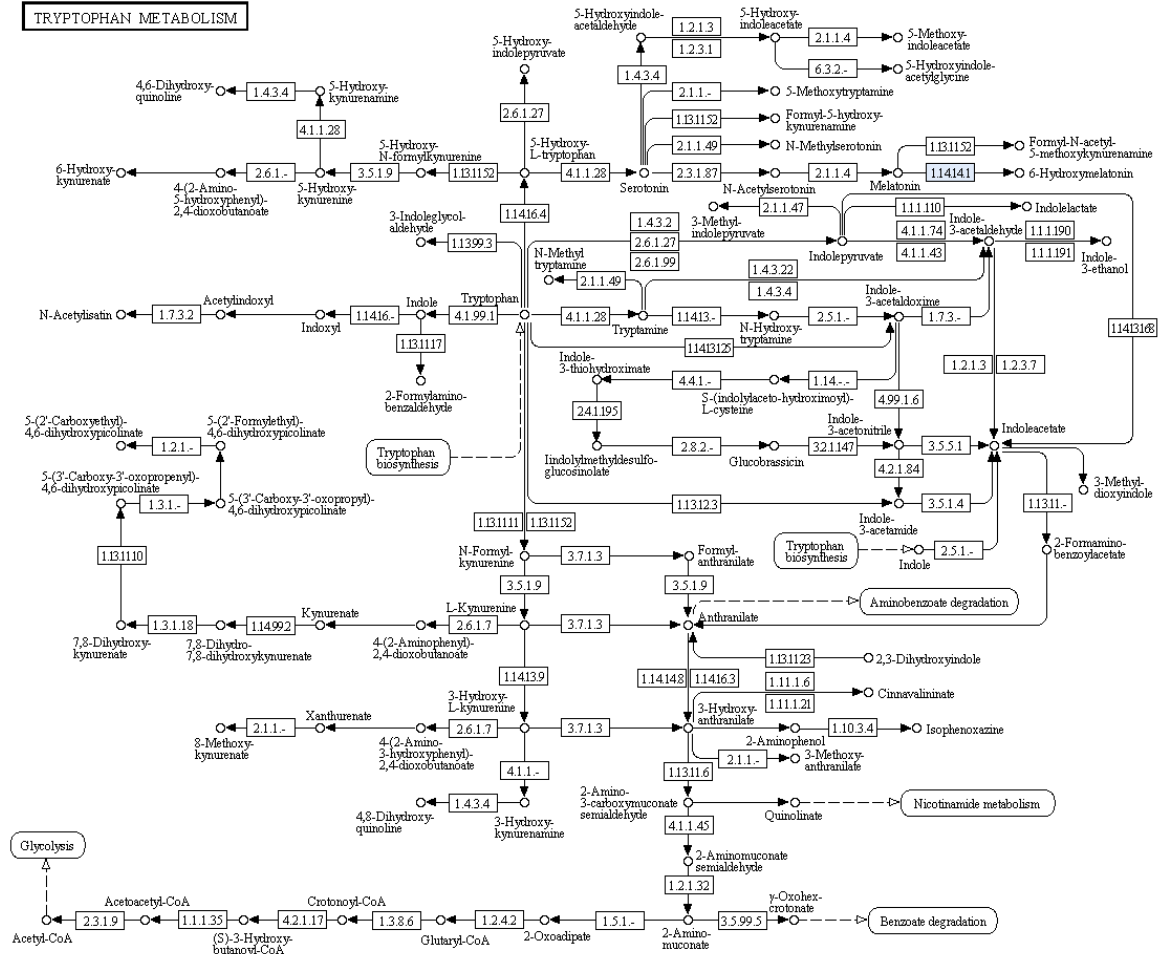 TRYPTOPHAN METABOLISM
5-Hydroxyindole-
acetaldehyde
1.2.1.3
1.2.3.1
5-Hydroxy-
indoleacetate
2.1.1.4
5-Methoxy-
indoleacetate
6.3.2.-
5-Hydroxyindole-
acetylglycine
5-Hydroxy-
indolepyruvate
1.4.3.4
4,6-Dihydroxy-
quinoline
1.4.3.4
5-Hydroxy-
kynurenamine
2.1.1.-
5-Methoxytryptamine
2.6.1.27
4.1.1.28
1.13.11.52
Formyl-5-hydroxy-
kynurenamine
5-Hydroxy-
N-formylkynurenine
5-Hydroxy-
L-tryptophan
2.1.1.49
N-Methylserotonin
1.13.11.52
Formyl-N-acetyl-
5-methoxykynurenamine
6-Hydroxy-
kynurenate
2.6.1.-
3.5.1.9
1.13.11.52
4.1.1.28
Serotonin
2.3.1.87
2.1.1.4
Melatonin
1.14.14.1
6-Hydroxymelatonin
4-(2-Amino-
5-hydroxyphenyl)-
2,4-dioxobutanoate
5-Hydroxy-
kynurenine
N-Acetylserotonin
1.14.16.4
3-Indoleglycol-
aldehyde
1.13.99.3
2.1.1.47
3-Methyl-
indolepyruvate
1.1.1.110
Indolelactate
1.4.3.2
2.6.1.27
2.6.1.99
Indolepyruvate
4.1.1.74
4.1.1.43
Indole-
3-acetaldehyde
1.1.1.190
1.1.1.191
Indole-
3-ethanol
N-Methyl
tryptamine
2.1.1.49
1.4.3.22
1.4.3.4
N-Acetylisatin
1.7.3.2
Acetylindoxyl
Indoxyl
1.14.16.-
Indole
4.1.99.1
Tryptophan
4.1.1.28
Tryptamine
1.14.13.-
N-Hydroxy-
tryptamine
2.5.1.-
Indole-
3-acetaldoxime
1.7.3.-
1.14.13.168
1.13.11.17
1.14.13.125
2-Formylamino-
benzaldehyde
Indole-
3-thiohydroximate
4.4.1.-
1.14.-.-
S-(indolylaceto-hydroximoyl)-
L-cysteine
1.2.1.3
1.2.3.7
2.4.1.195
4.99.1.6
5-(2'-Carboxyethyl)-
4,6-dihydroxypicolinate
1.2.1.-
5-(2'-Formylethyl)-
4,6-dihydroxypicolinate
Tryptophan
biosynthesis
Iindolylmethyldesulfo-
glucosinolate
2.8.2.-
Glucobrassicin
3.2.1.147
Indole-
3-acetonitrile
3.5.5.1
Indoleacetate
4.2.1.84
5-(3'-Carboxy-3'-oxopropenyl)-
4,6-dihydroxypicolinate
1.3.1.-
5-(3'-Carboxy-3'-oxopropyl)-
4,6-dihydroxypicolinate
1.13.12.3
Indole-
3-acetamide
3.5.1.4
1.13.11.-
3-Methyl-
dioxyindole
1.13.11.11
1.13.11.52
Tryptophan
biosynthesis
Indole
2.5.1.-
2-Formamino-
benzoylacetate
1.13.11.10
N-Formyl-
kynurenine
3.7.1.3
Formyl-
anthranilate
3.5.1.9
3.5.1.9
Aminobenzoate degradation
7,8-Dihydroxy-
kynurenate
1.3.1.18
7,8-Dihydro-
7,8-dihydroxykynurenate
1.14.99.2
Kynurenate
4-(2-Aminophenyl)-
2,4-dioxobutanoate
2.6.1.7
L-Kynurenine
3.7.1.3
Anthranilate
1.13.11.23
2,3-Dihydroxyindole
1.14.13.9
1.14.14.8
1.14.16.3
1.11.1.6
1.11.1.21
Cinnavalininate
8-Methoxy-
kynurenate
2.1.1.-
Xanthurenate
4-(2-Amino-
3-hydroxyphenyl)-
2,4-dioxobutanoate
2.6.1.7
3-Hydroxy-
L-kynurenine
3.7.1.3
3-Hydroxy-
anthranilate
2-Aminophenol
1.10.3.4
Isophenoxazine
2.1.1.-
3-Methoxy-
anthranilate
4.1.1.-
1.13.11.6
4,8-Dihydroxy-
quinoline
1.4.3.4
3-Hydroxy-
kynurenamine
2-Amino-
3-carboxymuconate
semialdehyde
Quinolinate
Nicotinamide metabolism
4.1.1.45
Glycolysis
2-Aminomuconate
semialdehyde
1.2.1.32
Acetyl-CoA
2.3.1.9
Acetoacetyl-CoA
1.1.1.35
(S)-3-Hydroxy-
butanoyl-CoA
4.2.1.17
Crotonoyl-CoA
1.3.8.6
Glutaryl-CoA
1.2.4.2
2-Oxoadipate
1.5.1.-
2-Amino-
muconate
3.5.99.5
γ-Oxohex-
crotonate
Benzoate degradation